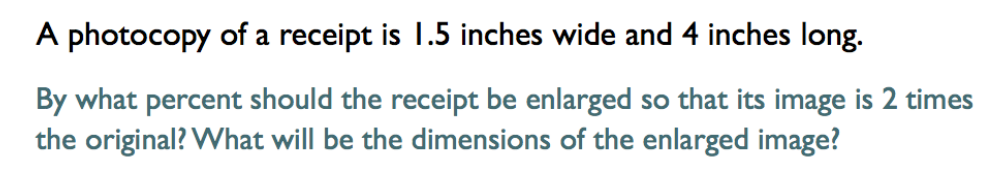 A photocopy of a receipt is 1.5 inches wide and 4 inches long.
By what percent should the receipt be enlarged so that its image is 2 times
the original? What will be the dimensions of the enlarged image?